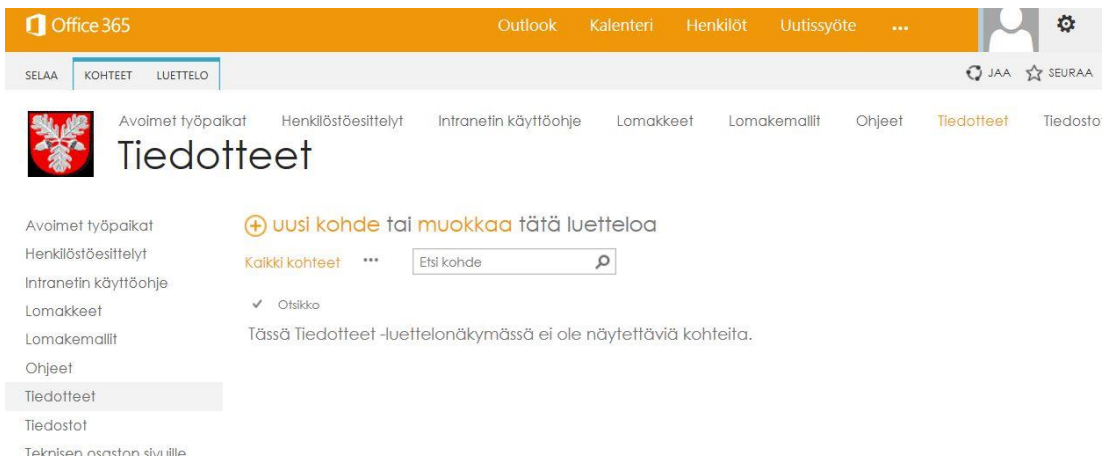 Office 365 Outlook Kalenteri Henkilöt Uutissyöte ...
SELAA KOHTEET LUETTELO JAA SEURAA
Avoimet työpaikat Henkilöstöesittelyt Intranetin käyttöohje Lomakkeet Lomakemallit Ohjeet Tiedotteet Tiedosto
Tiedotteet
Avoimet työpaikat
Henkilöstöesittelyt
Intranetin käyttöohje
Lomakkeet
Lomakemallit
Ohjeet
Tiedotteet
Tiedostot
Teknisen osaston sivuille
uusi kohde tai muokkaa tätä luetteloa
Kaikki kohteet ... Etsi kohde
Otsikko
Tässä Tiedotteet -luettelonäkymässä ei ole näytettäviä kohteita.